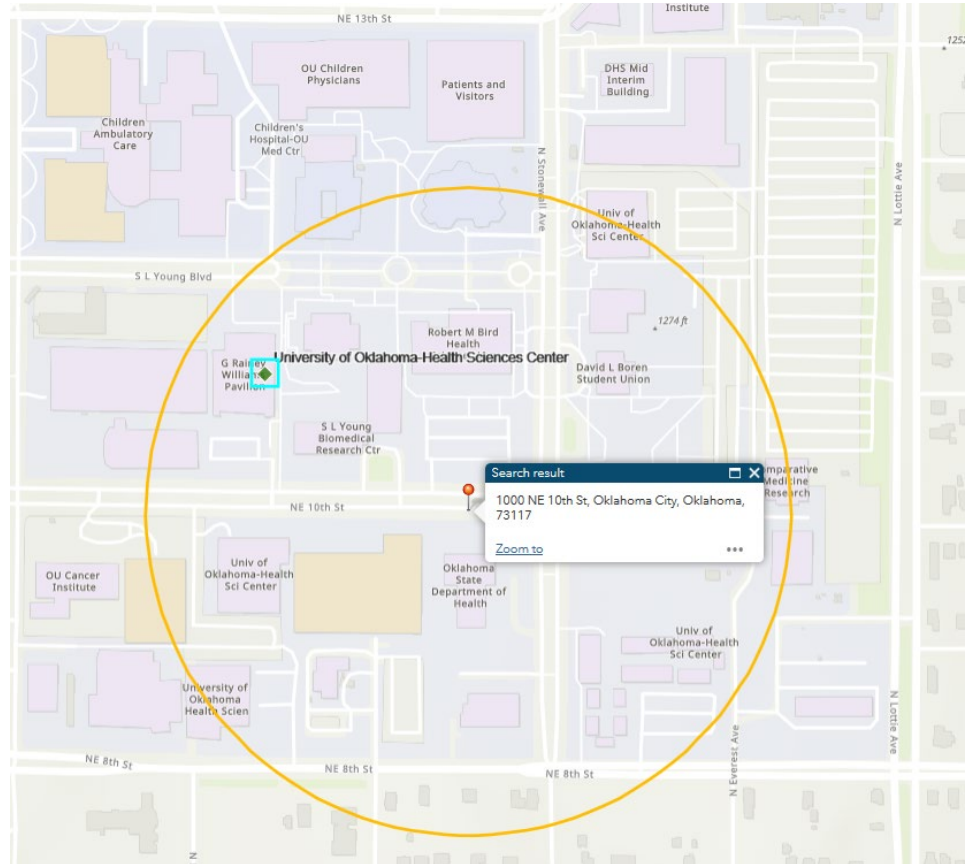 NE 13th St
Institute
1252
OU Children
Physicians
Patients and
Visitors
DHS Mid
Interim
Building
Children
Ambulatory
Care
Children's
Hospital-OU
Med Ctr
N Stonewall Ave
N Lottie Ave
Univ of
Oklahoma-Health
Sci Center
S L Young Blvd
1274 ft
Robert M Bird
Health
University of Oklahoma-Health Sciences Center
G Rainey
Williams
Pavilion
David L Boren
Student Union
S L Young
Biomedical
Research Ctr
Search result
1000 NE 10th St, Oklahoma City, Oklahoma,
73117
Zoom to
Medicine
Research
NE 10th St
OU Cancer
Institute
Univ of
Oklahoma-Health
Sci Center
Oklahoma
State
Department of
Health
Univ of
Oklahoma-Health
Sci Center
University of
Oklahoma
Health Scien
N Lottie Ave
N Everest Ave
NE 8th St
NE 8th St
NE 8th St
N